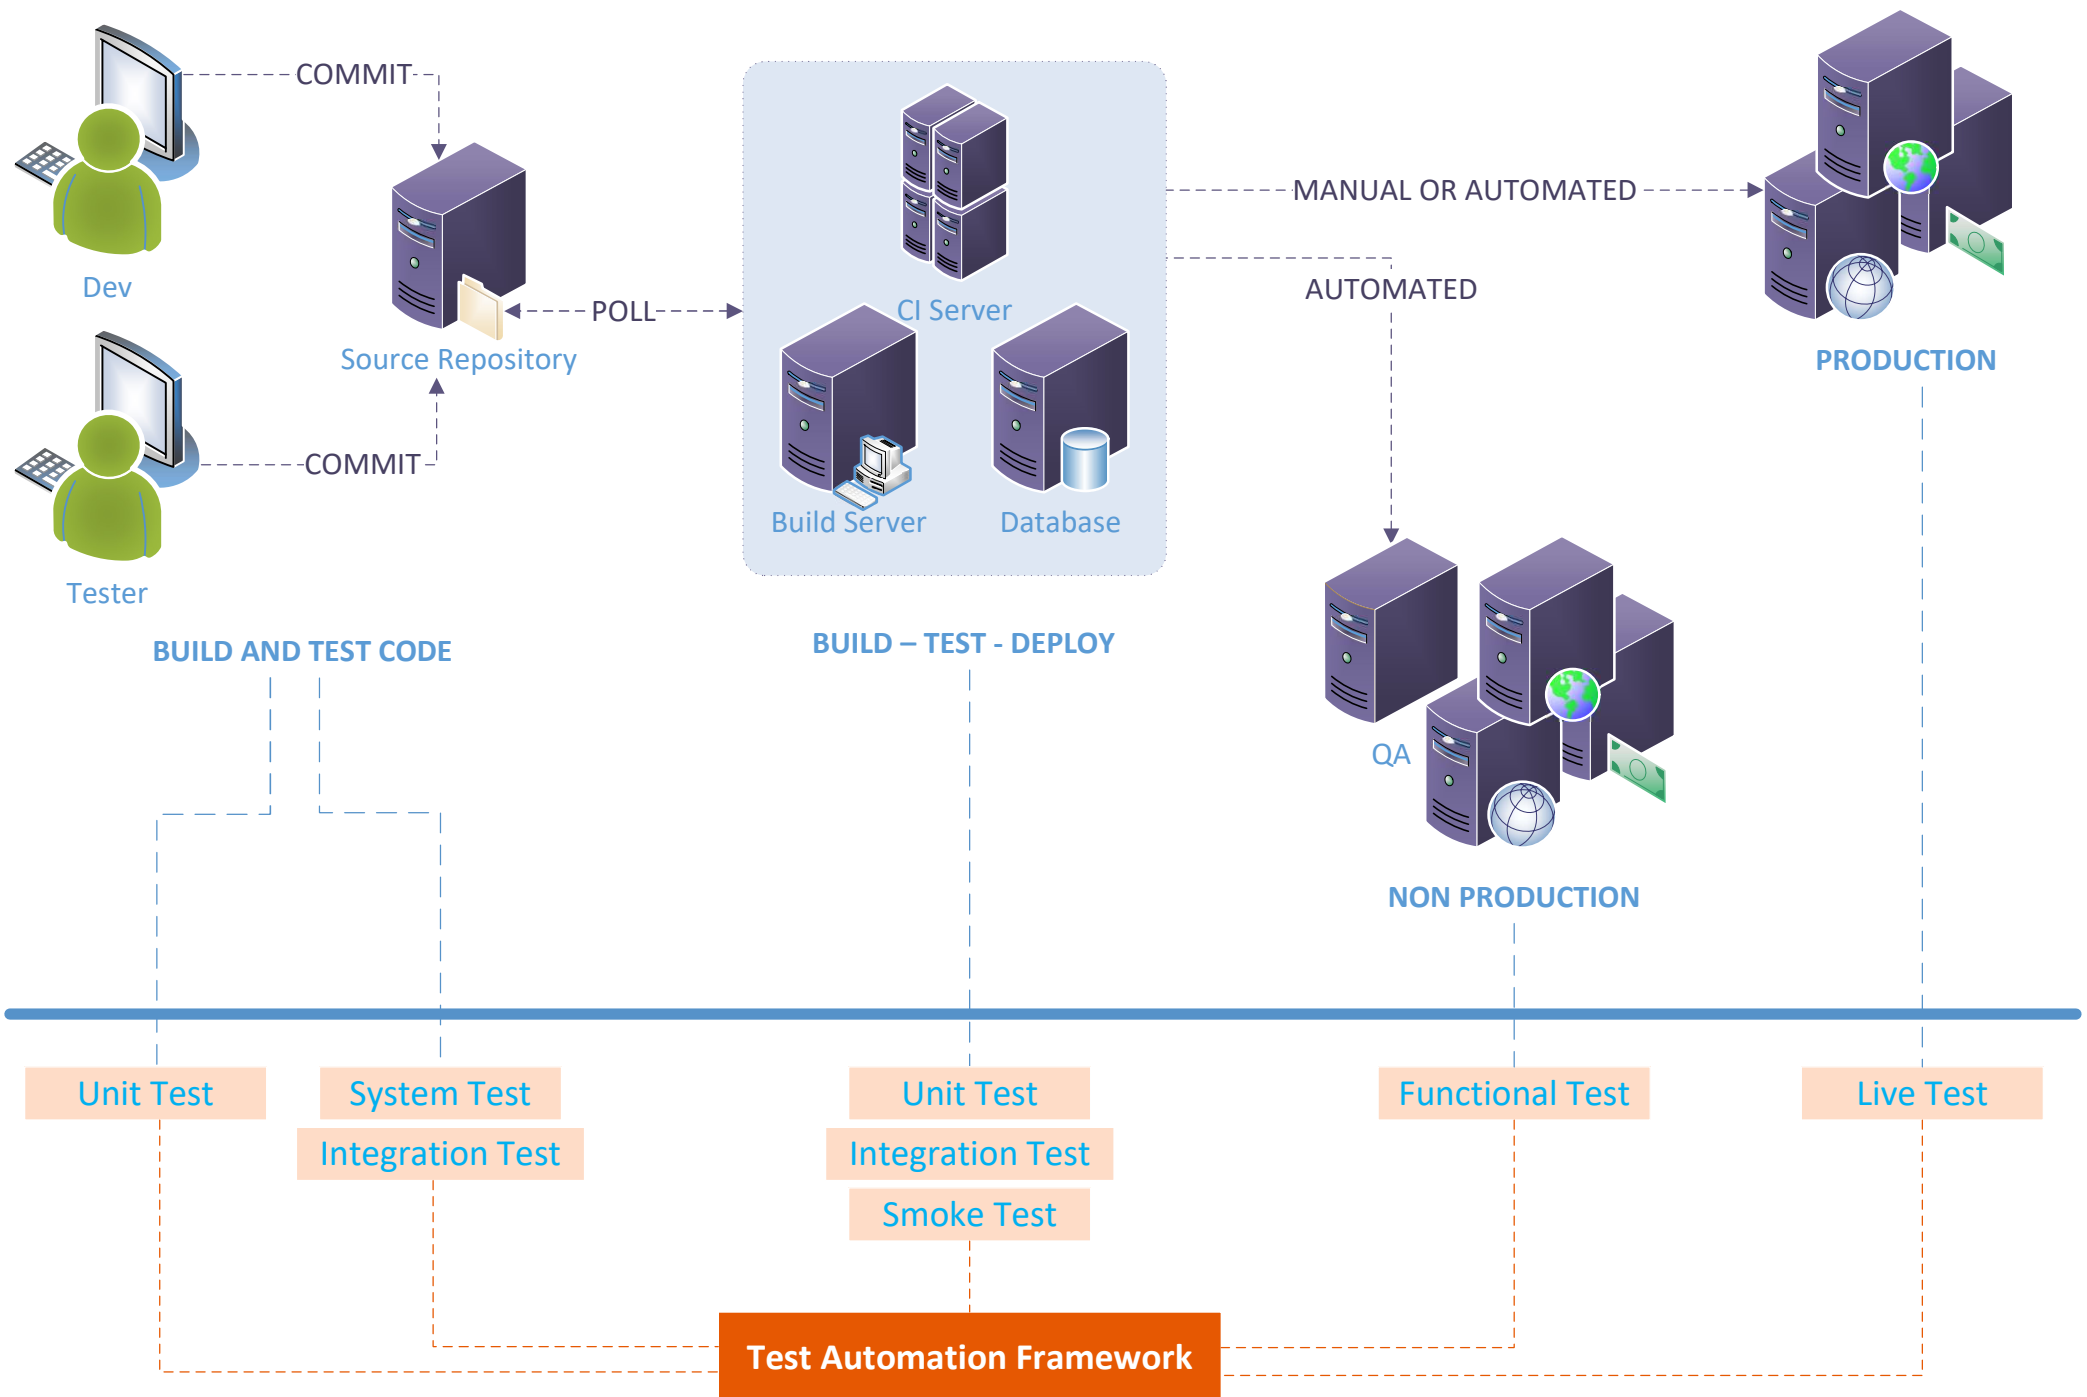 COMMIT
Dev
Source Repository
POLL
COMMIT
Tester
BUILD AND TEST CODE
CI Server
Build Server
Database
BUILD – TEST - DEPLOY
MANUAL OR AUTOMATED
AUTOMATED
PRODUCTION
QA
NON PRODUCTION
Unit Test
System Test
Integration Test
Unit Test
Integration Test
Smoke Test
Functional Test
Live Test
Test Automation Framework